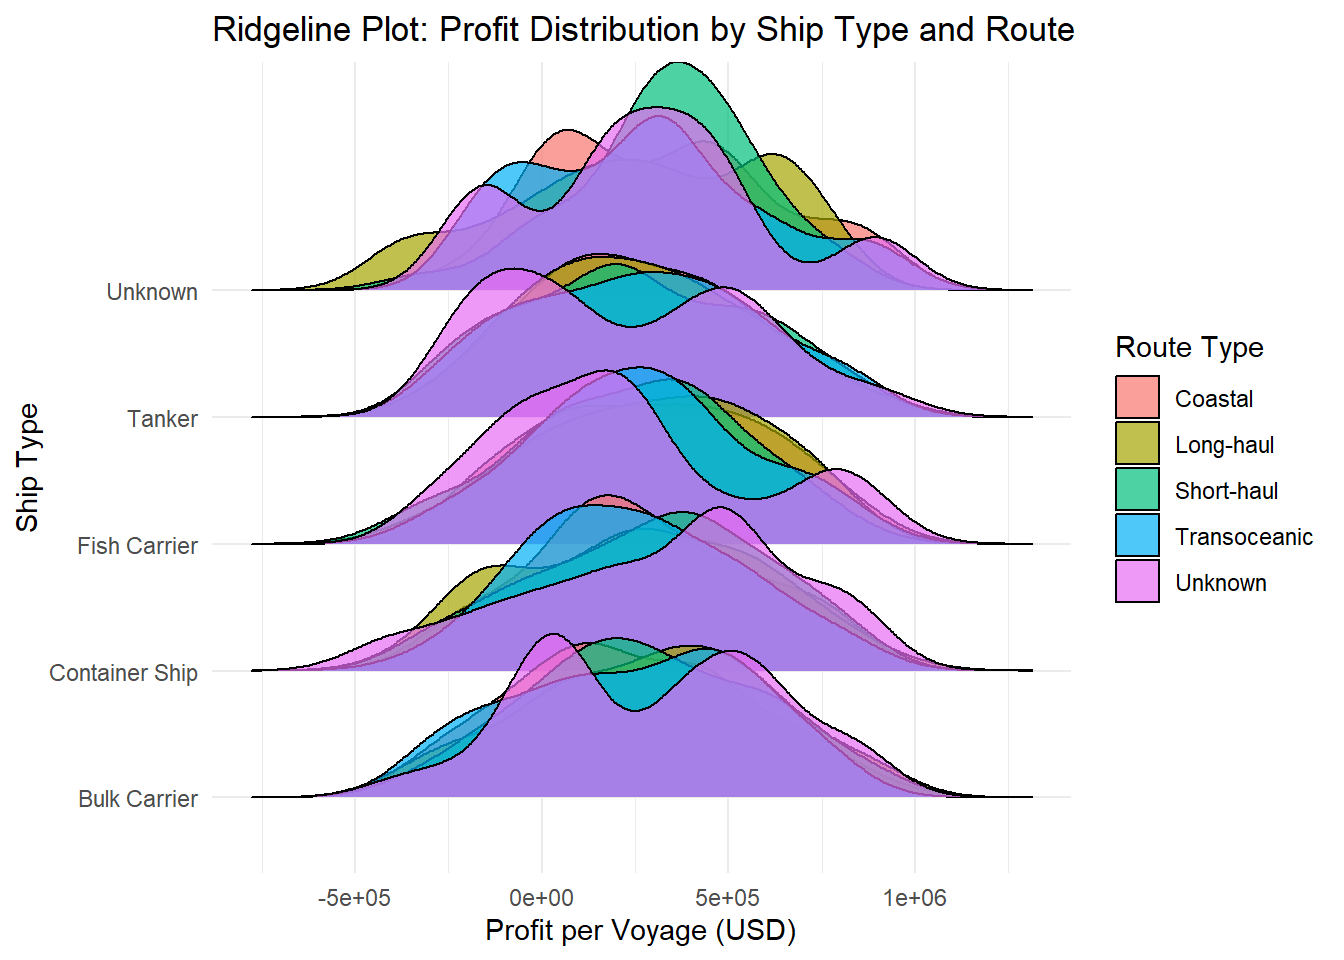 Ridgeline Plot: Profit Distribution by Ship Type and Route
Ship Type
Unknown
Tanker
Fish Carrier
Container Ship
Bulk Carrier
-5e+05
0e+00
5e+05
1e+06
Profit per Voyage (USD)
Route Type
Coastal
Long-haul
Short-haul
Transoceanic
Unknown